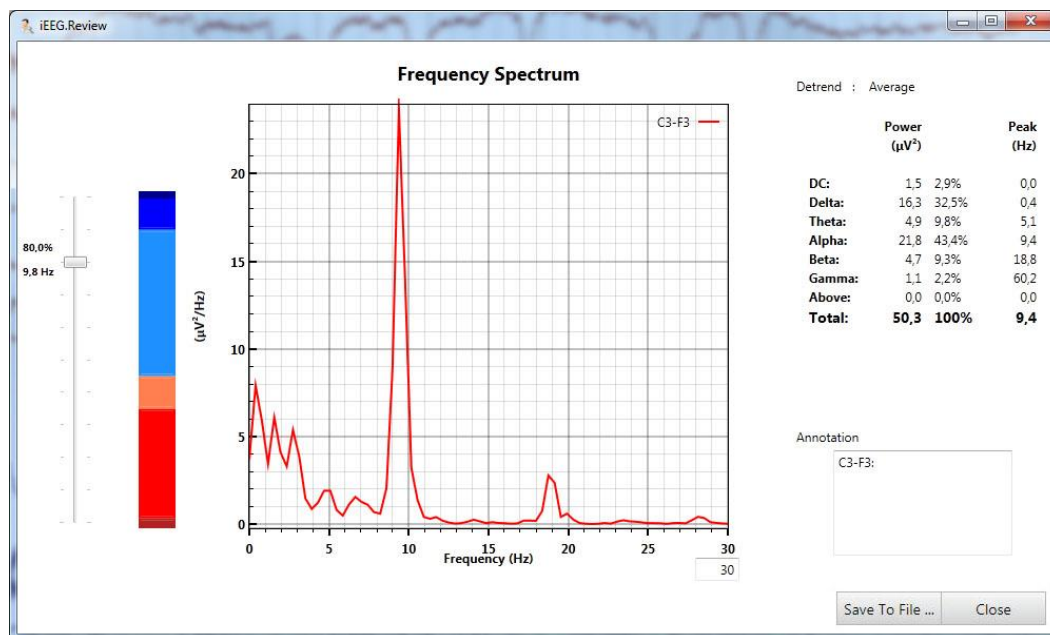 iEEG.Review
Frequency Spectrum
Detrend : Average
C3-F3
Power Peak
(µV²) (Hz)
DC: 1,5 2,9% 0,0
Delta: 16,3 32,5% 0,4
Theta: 4,9 9,8% 5,1
Alpha: 21,8 43,4% 9,4
Beta: 4,7 9,3% 18,8
Gamma: 1,1 2,2% 60,2
Above: 0,0 0,0% 0,0
Total: 50,3 100% 9,4
80,0%
9,8 Hz
(µV²/Hz)
20
15
10
5
0
0 5 10 15 20 25 30
Frequency (Hz)
30
Annotation
C3-F3:
Save To File ... Close